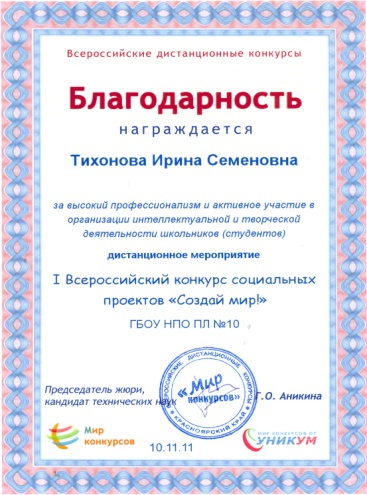 Всероссийские дистанционные конкурсы
Благодарность
награждается
Тихонова Ирина Семеновна
за высокий профессионализм и активное участие в
организации интеллектуальной и творческой
деятельности школьников (студентов)
дистанционное мероприятие
I Всероссийский конкурс социальных
проектов «Создай мир!»
ГБОУ НПО ПЛ №10
ВСЕРОССИЙСКИЕ ДИСТАНЦИОННЫЕ КОНКУРСЫ
«Мир
конкурсов»
КРАСНОЯРСКИЙ КРАЙ
Председатель жюри,
кандидат технических наук
Г.О. Аникина
Мир
конкурсов
10.11.11
МИР КОНКУРСОВ ОТ
УНИКУМ